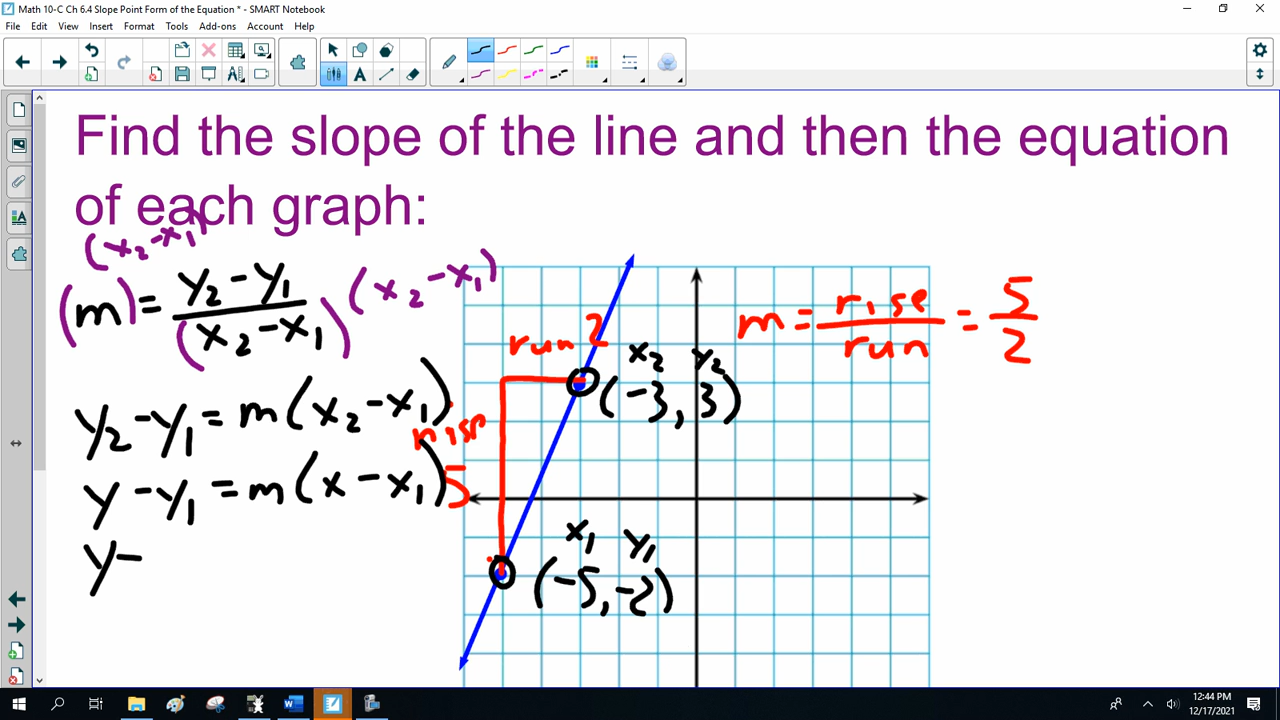 Math 10-C Ch 6.4 Slope Point Form of the Equation * - SMART Notebook
File Edit View Insert Format Tools Add-ons Account Help
Find the slope of the line and then the equation
of each graph:
(x₂-x₁)
(m) = y₂-y₁ / (x₂-x₁) (x₂-x₁)
y₂-y₁ = m(x₂-x₁)
y-y₁ = m(x-x₁)
y-
run 2
rise
5
x₂ y₂
(-3, 3)
m = rise/run = 5/2
x₁ y₁
(-5, -2)
12:44 PM
12/17/2021